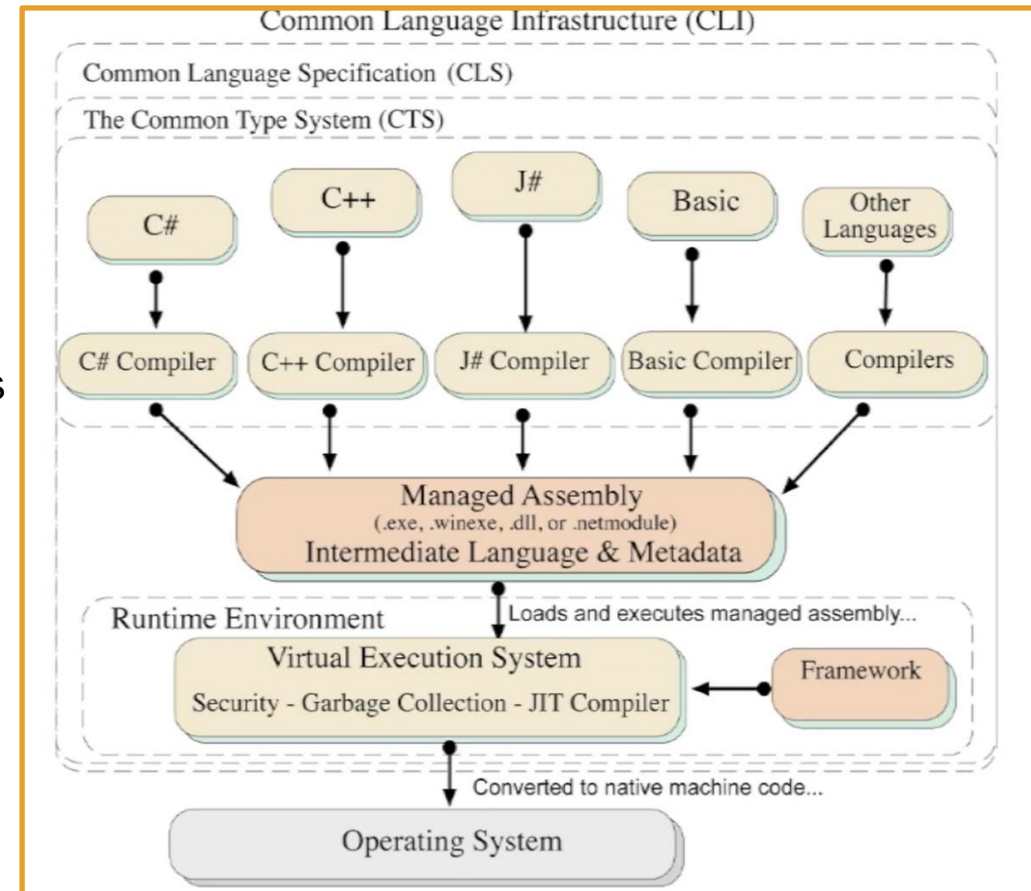 Common Language Infrastructure (CLI)
Common Language Specification (CLS)
The Common Type System (CTS)
C#
C++
J#
Basic
Other
Languages
C# Compiler
C++ Compiler
J# Compiler
Basic Compiler
Compilers
s
Managed Assembly
(.exe, .winexe, .dll, or .netmodule)
Intermediate Language & Metadata
Loads and executes managed assembly...
Runtime Environment
Virtual Execution System
Security - Garbage Collection - JIT Compiler
Framework
Converted to native machine code...
Operating System